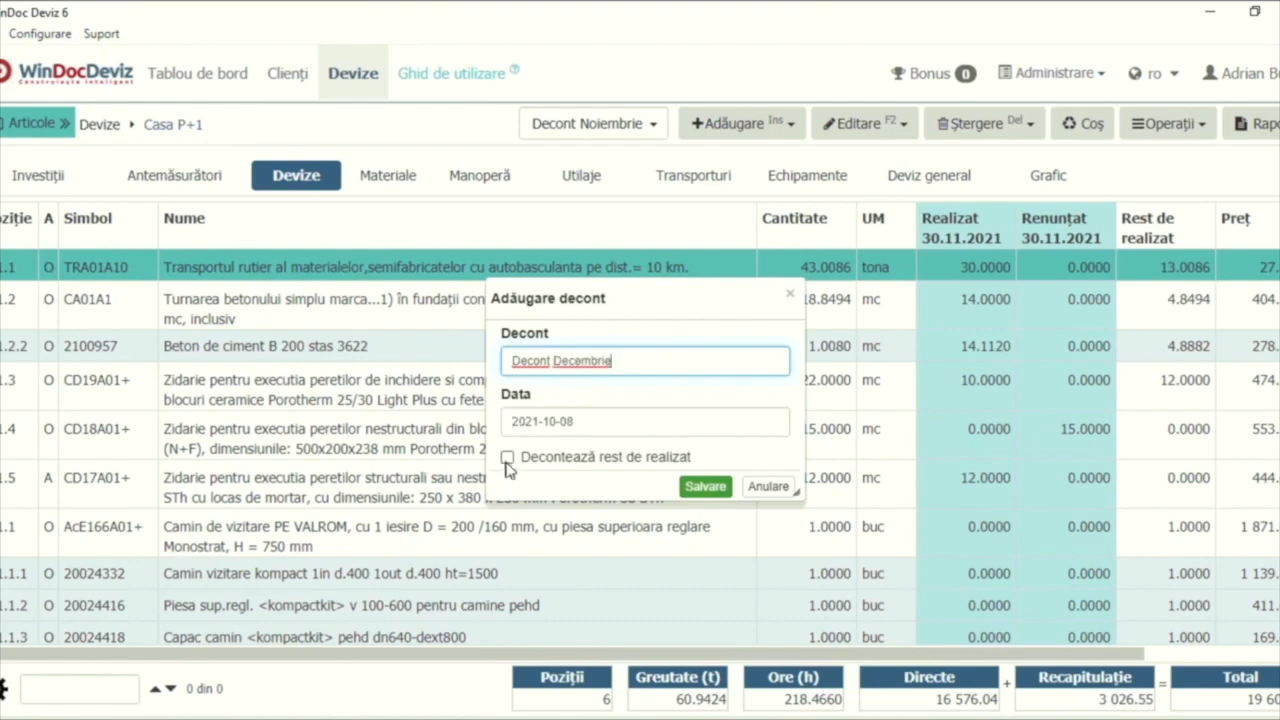 nDoc Deviz 6
Configurare Suport
WinDocDeviz
Construiește Inteligent
Tablou de bord Clienți Devize Ghid de utilizare
Bonus 0 Administrare ro Adrian
Articole Devize Casa P+1
Decont Noiembrie Adăugare Ins Editare F2 Ștergere Del Coș Operații Rapo
Investiții Antemăsurători Devize Materiale Manoperă Utilaje Transporturi Echipamente Deviz general Grafic
ziție A Simbol Nume Cantitate UM Realizat 30.11.2021 Renunțat 30.11.2021 Rest de realizat Preț
.1 O TRA01A10 Transportul rutier al materialelor,semifabricatelor cu autobasculanta pe dist.= 10 km. 43.0086 tona 30.0000 0.0000 13.0086 27.
.2 O CA01A1 Turnarea betonului simplu marca...1) în fundații con 8.8494 mc 14.0000 0.0000 4.8494 404.
mc, inclusiv
.2.2 O 2100957 Beton de ciment B 200 stas 3622 .0080 mc 14.1120 0.0000 4.8882 278.
.3 O CD19A01+ Zidarie pentru executia peretilor de inchidere si comp 2.0000 mc 10.0000 0.0000 12.0000 474.
blocuri ceramice Porotherm 25/30 Light Plus cu fete
.4 O CD18A01+ Zidarie pentru executia peretilor nestructurali din blo 5.0000 mc 0.0000 15.0000 0.0000 553.
(N+F), dimensiunile: 500x200x238 mm Porotherm 2
.5 A CD17A01+ Zidarie pentru executia peretilor structurali sau nest 2.0000 mc 12.0000 0.0000 0.0000 444.
STh cu locas de mortar, cu dimensiunile: 250 x 380
.1 O AcE166A01+ Camin de vizitare PE VALROM, cu 1 iesire D = 200 /160 mm, cu piesa superioara reglare 1.0000 buc 0.0000 0.0000 1.0000 1 871.
Monostrat, H = 750 mm
.1.1 O 20024332 Camin vizitare kompact 1in d.400 1out d.400 ht=1500 1.0000 buc 0.0000 0.0000 1.0000 1 139.
.1.2 O 20024416 Piesa sup.regl. <kompactkit> v 100-600 pentru camine pehd 1.0000 buc 0.0000 0.0000 1.0000 411.
.1.3 O 20024418 Capac camin <kompactkit> pehd dn640-dext800 1.0000 buc 0.0000 0.0000 1.0000 169.
Adăugare decont ×
Decont
Decont Decembrie
Data
2021-10-08
Decontează rest de realizat
Salvare Anulare
0 din 0
Poziții Greutate (t) Ore (h) Directe + Recapitulație = Total
6 60.9424 218.4660 16 576.04 3 026.55 19 60